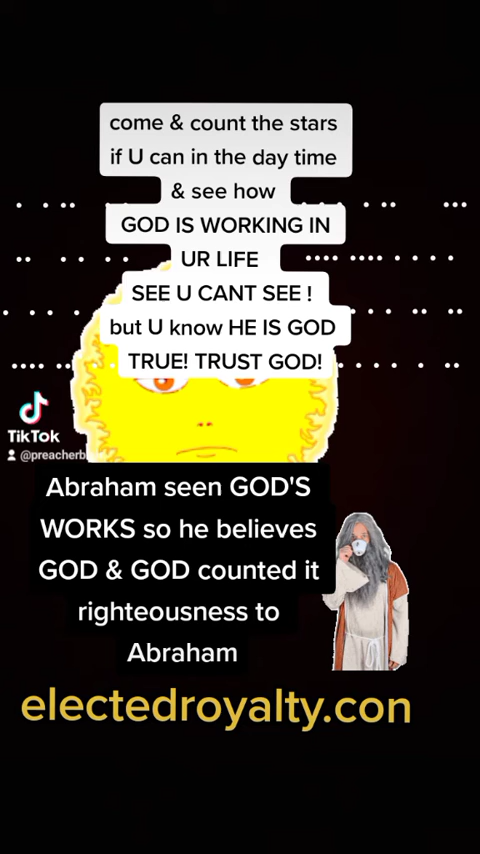 come & count the stars
if U can in the day time
& see how
GOD IS WORKING IN
UR LIFE
SEE U CANT SEE !
but U know HE IS GOD
TRUE! TRUST GOD!
TikTok
Abraham seen GOD'S
WORKS so he believes
GOD & GOD counted it
righteousness to
Abraham
electedroyalty.con